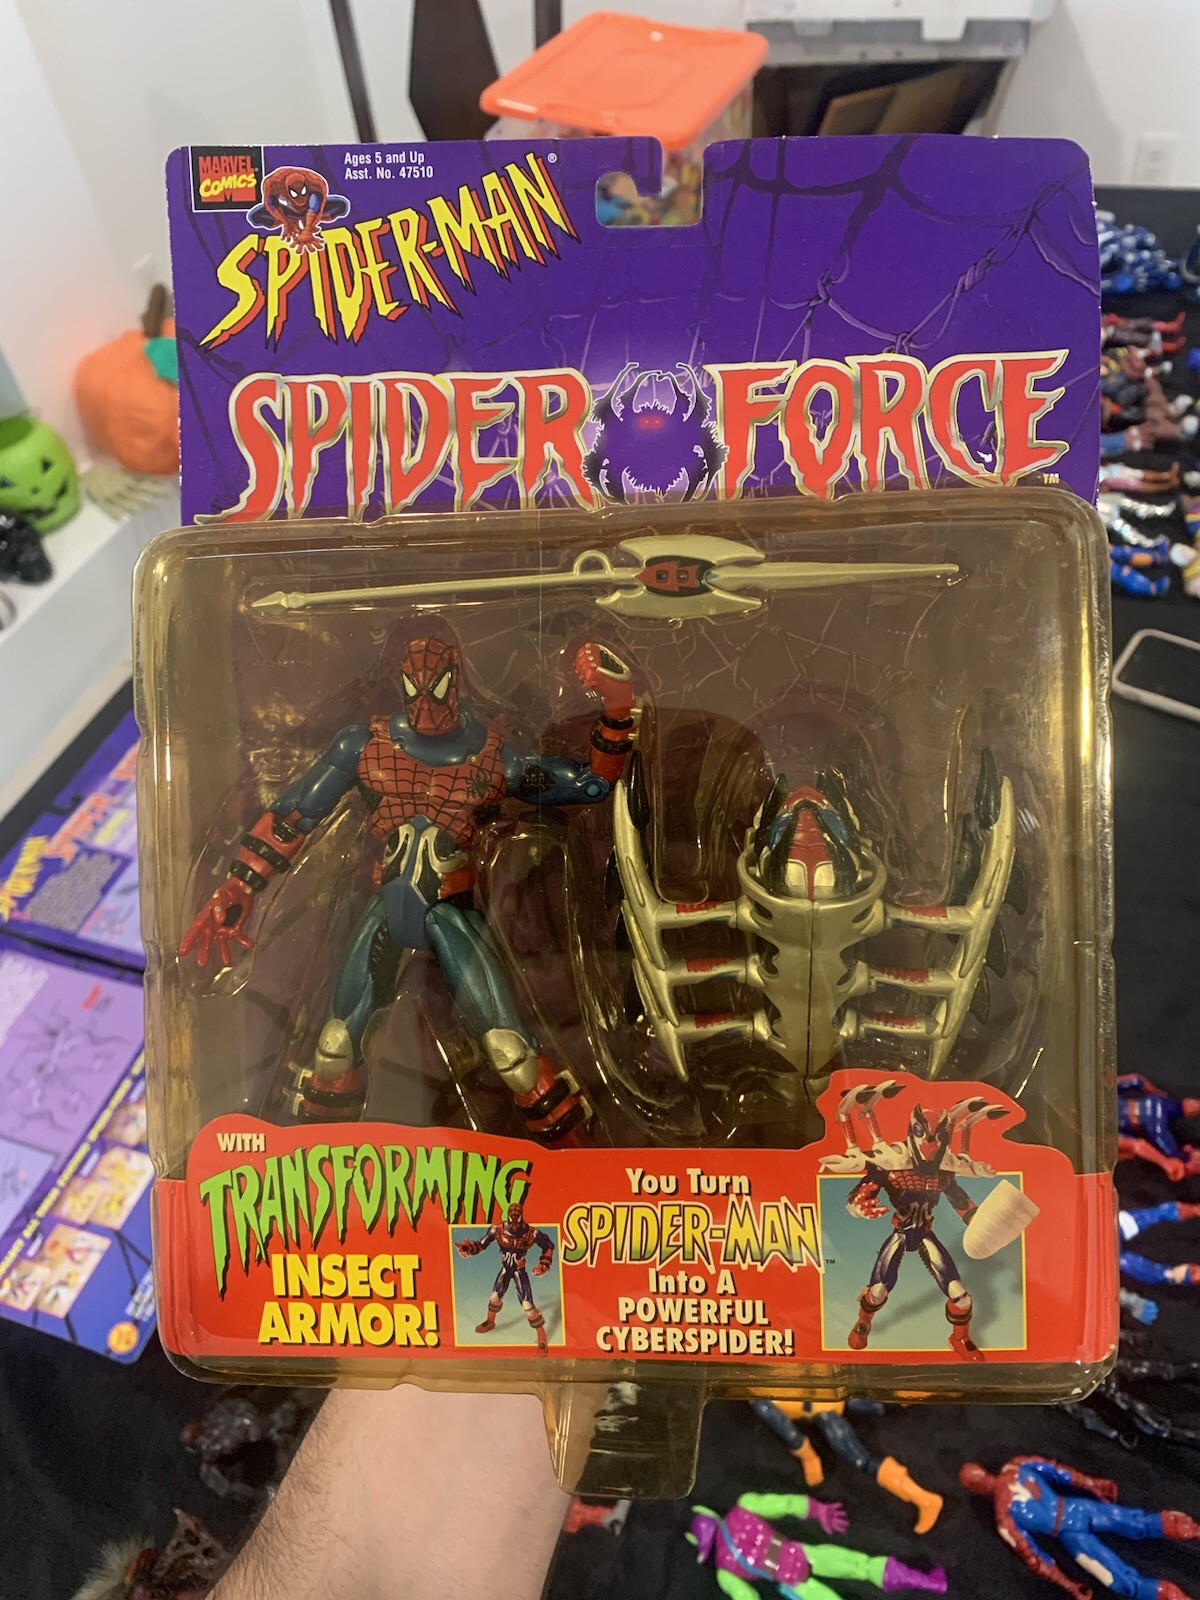 MARVEL
COMICS
Ages 5 and Up
Asst. No. 47510
SPIDER-MAN®
SPIDER FORCE™
WITH
TRANSFORMING
INSECT
ARMOR!
You Turn
SPIDER-MAN™
Into A
POWERFUL
CYBERSPIDER!